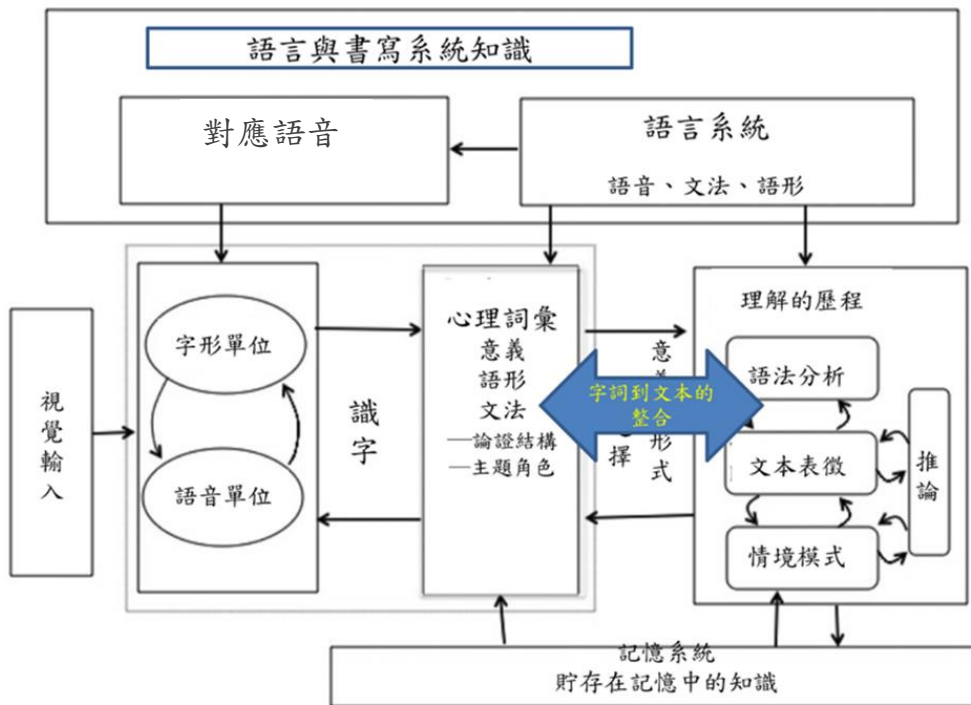 語言與書寫系統知識
對應語音
語言系統
語音、文法、語形
視覺輸入
字形單位
語音單位
識字
心理詞彙
意義
語形
文法
—論證結構
—主題角色
意
擇
形式
字詞到文本的
整合
理解的歷程
語法分析
文本表徵
情境模式
推論
記憶系統
貯存在記憶中的知識